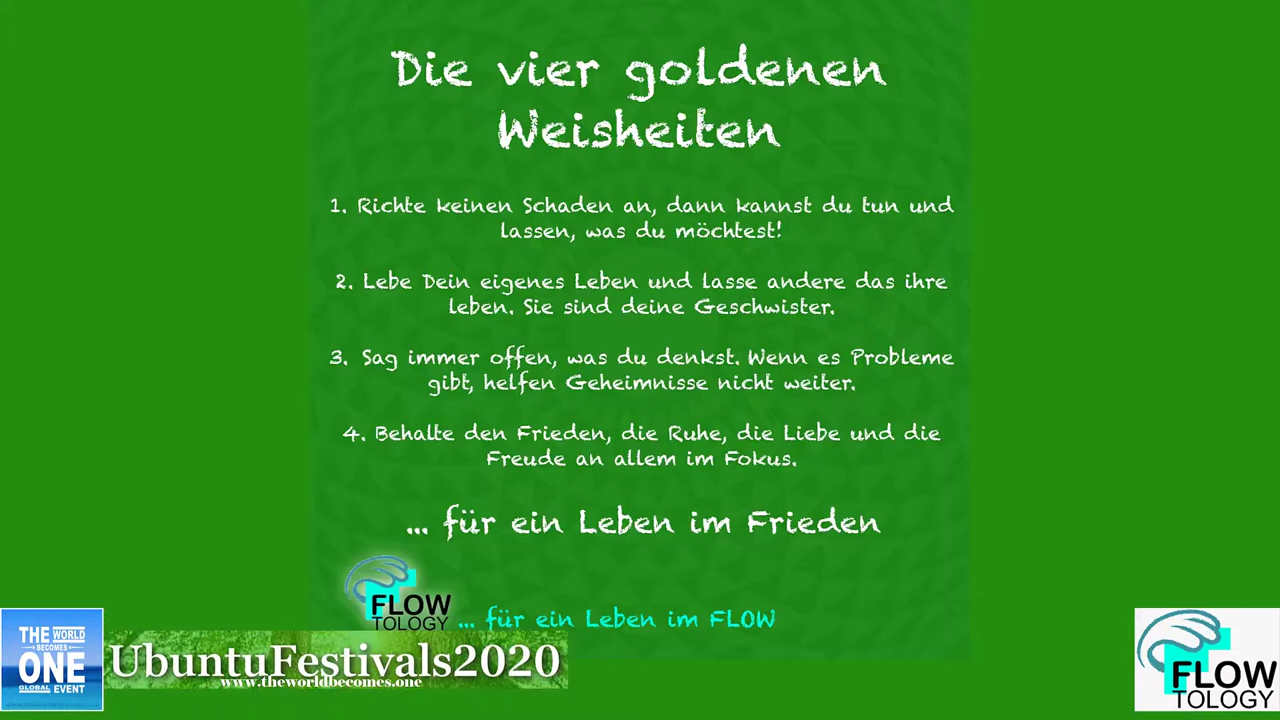 Die vier goldenen
Weisheiten
1. Richte keinen Schaden an, dann kannst du tun und
lassen, was du möchtest!
2. Lebe Dein eigenes Leben und lasse andere das ihre
leben. Sie sind deine Geschwister.
3. Sag immer offen, was du denkst. Wenn es Probleme
gibt, helfen Geheimnisse nicht weiter.
4. Behalte den Frieden, die Ruhe, die Liebe und die
Freude an allem im Fokus.
... für ein Leben im Frieden
FLOW
TOLOGY
... für ein Leben im FLOW
THE WORLD
BECOMES
ONE
GLOBAL EVENT
UbuntuFestivals2020
www.theworldbecomes.one
FLOW
TOLOGY